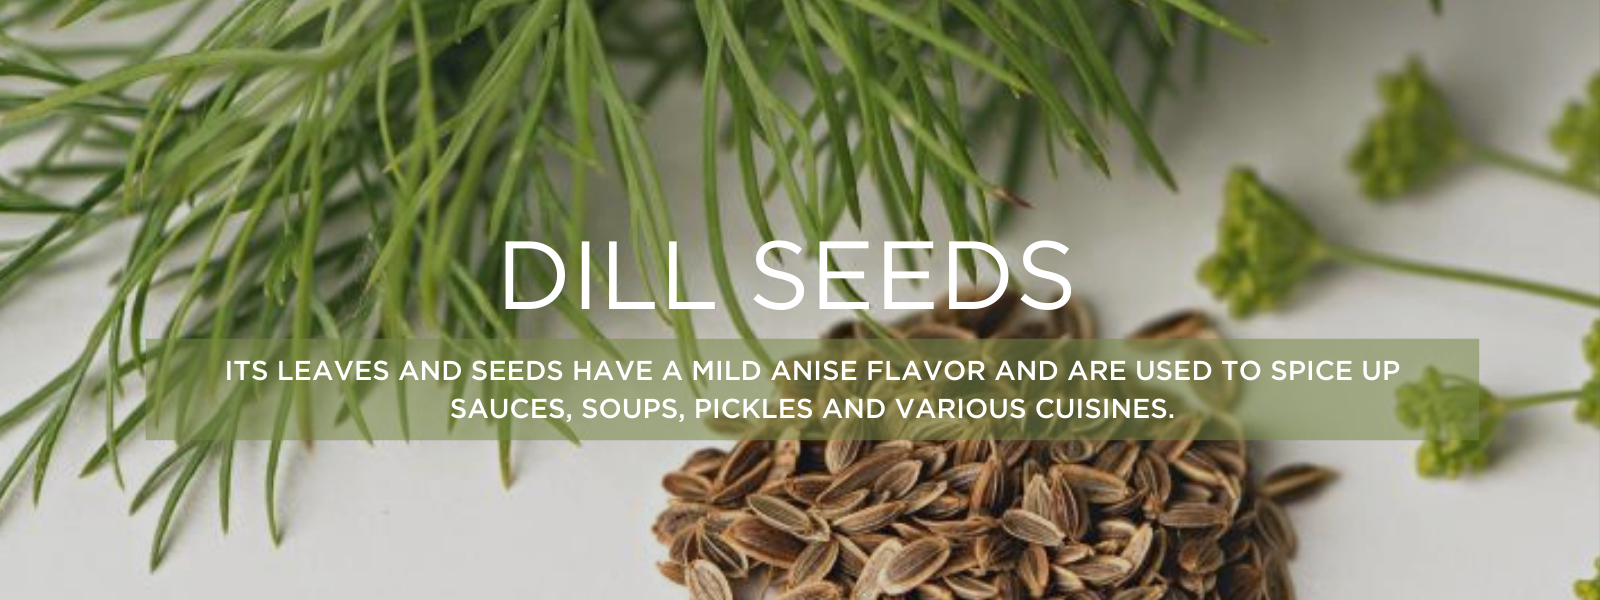 DILL SEEDS
ITS LEAVES AND SEEDS HAVE A MILD ANISE FLAVOR AND ARE USED TO SPICE UP
SAUCES, SOUPS, PICKLES AND VARIOUS CUISINES.